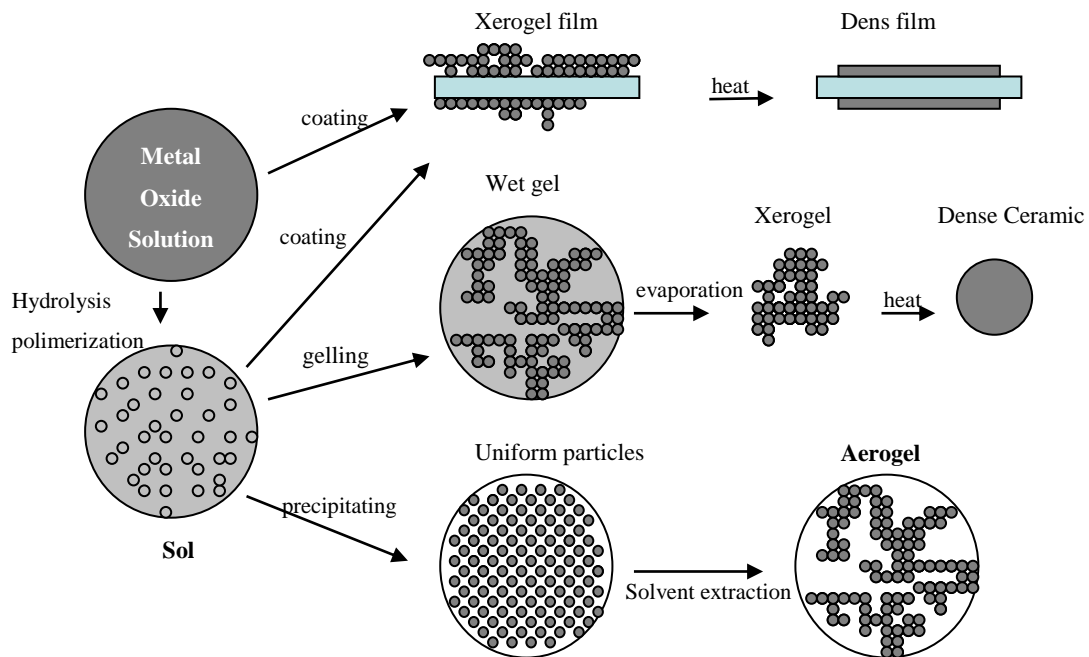 Xerogel film
Dens film
heat
coating
Metal
Oxide
Solution
Wet gel
coating
Xerogel
Dense Ceramic
Hydrolysis
polimerization
evaporation
heat
gelling
Uniform particles
Aerogel
precipitating
Sol
Solvent extraction